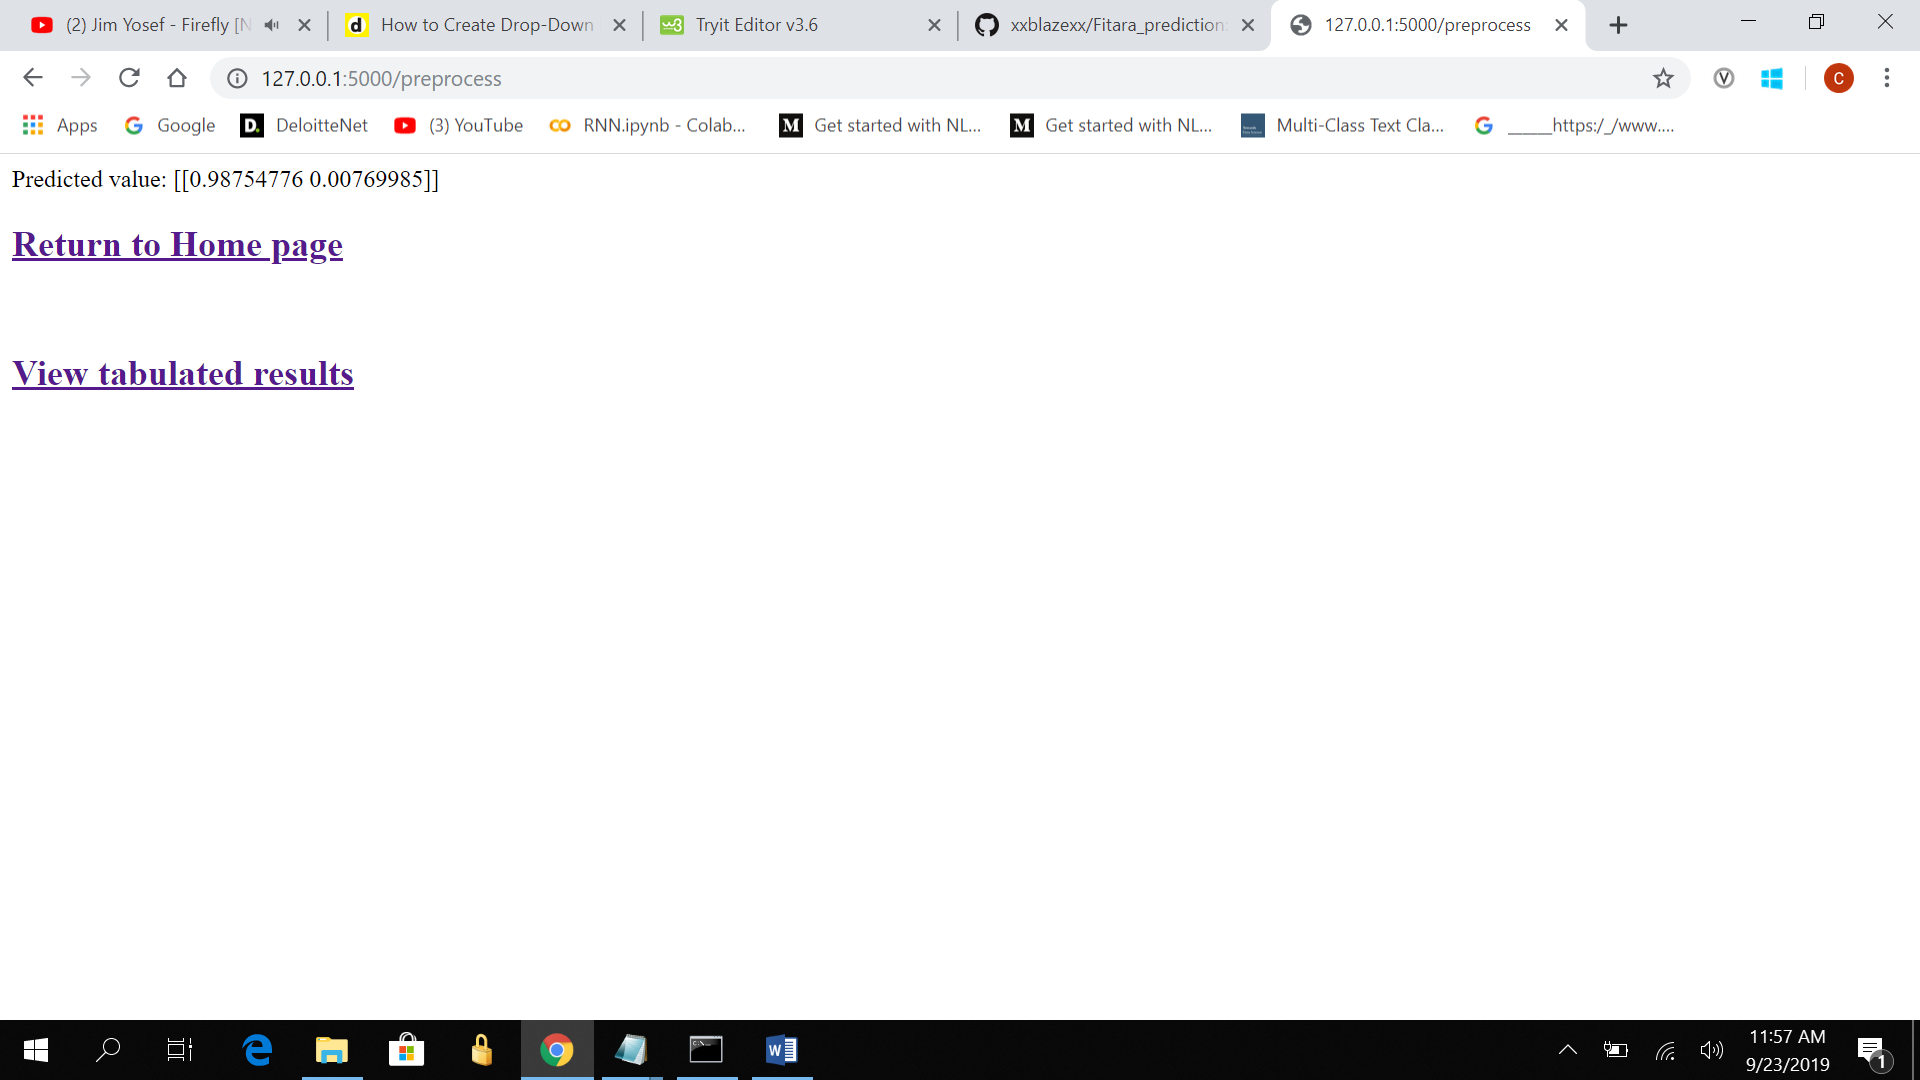 (2) Jim Yosef - Firefly [N
How to Create Drop-Down
Tryit Editor v3.6
xxblazexx/Fitara_prediction
127.0.0.1:5000/preprocess
127.0.0.1:5000/preprocess
C
Apps
Google
DeloitteNet
(3) YouTube
RNN.ipynb - Colab...
Get started with NL...
Get started with NL...
Multi-Class Text Cla...
_____https:/_/www....
Predicted value: [[0.98754776 0.00769985]]
Return to Home page
View tabulated results
11:57 AM
9/23/2019
1